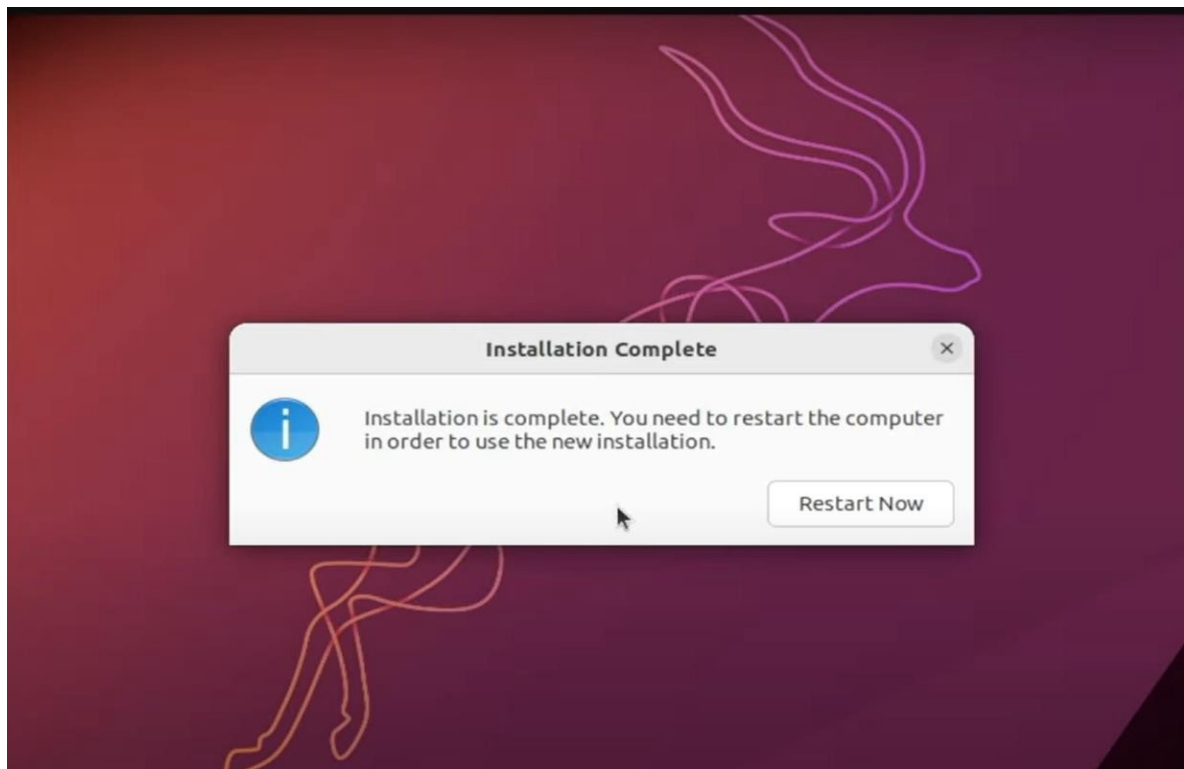 Installation Complete
Installation is complete. You need to restart the computer
in order to use the new installation.
Restart Now